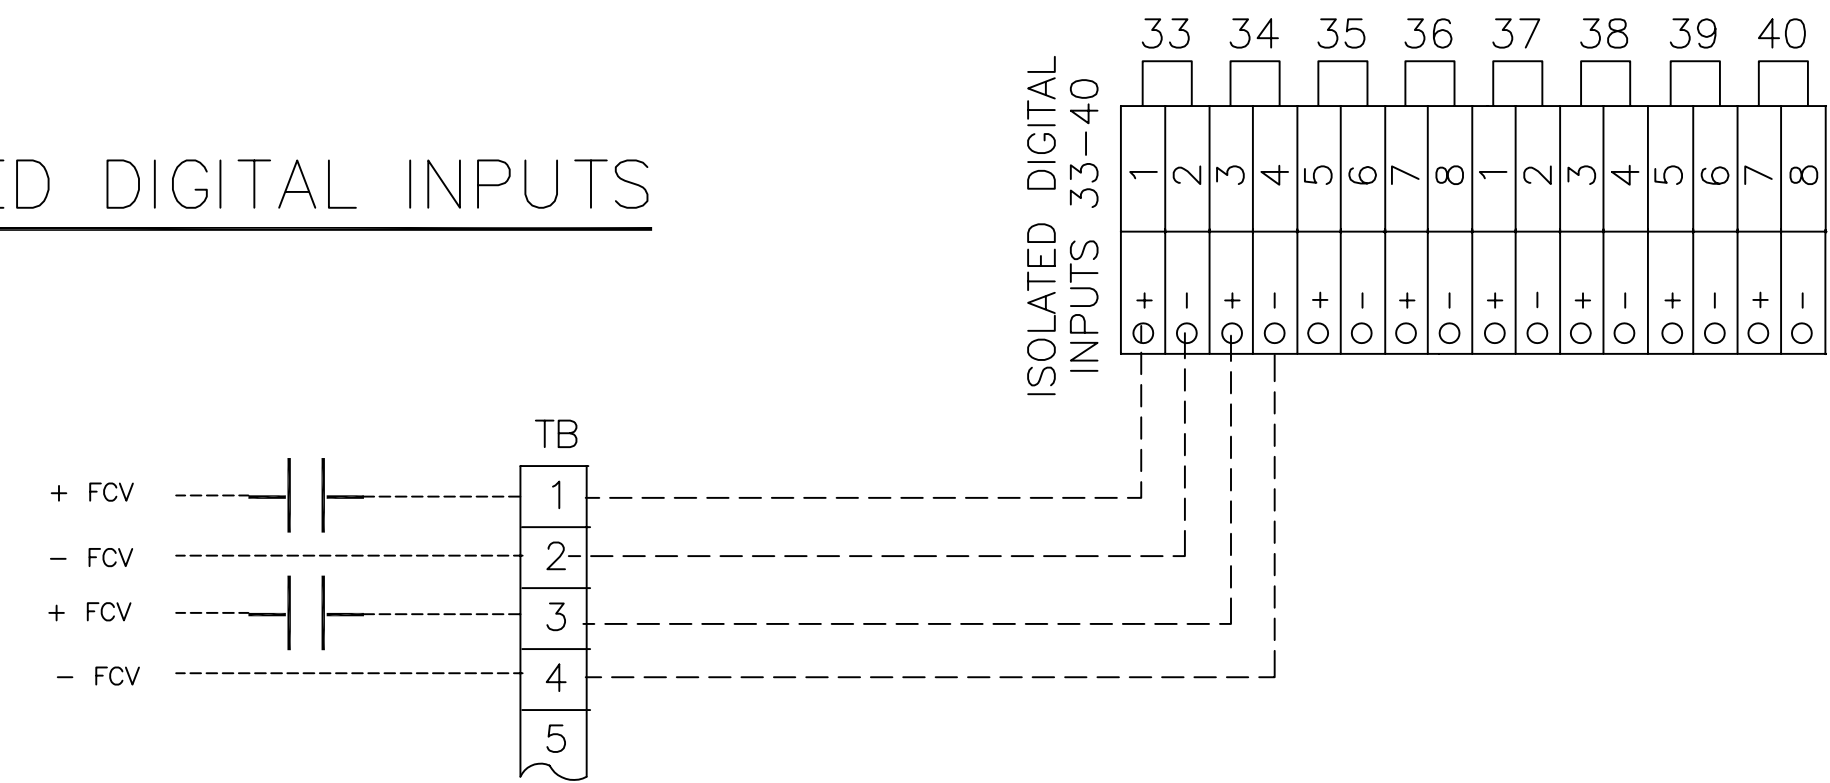 33 34 35 36 37 38 39 40
ED DIGITAL INPUTS
ISOLATED DIGITAL
INPUTS 33-40
1 2 3 4 5 6 7 8 1 2 3 4 5 6 7 8
+ - + - + - + - + - + - + - + -
TB
+ FCV
1
- FCV
2
+ FCV
3
- FCV
4
5